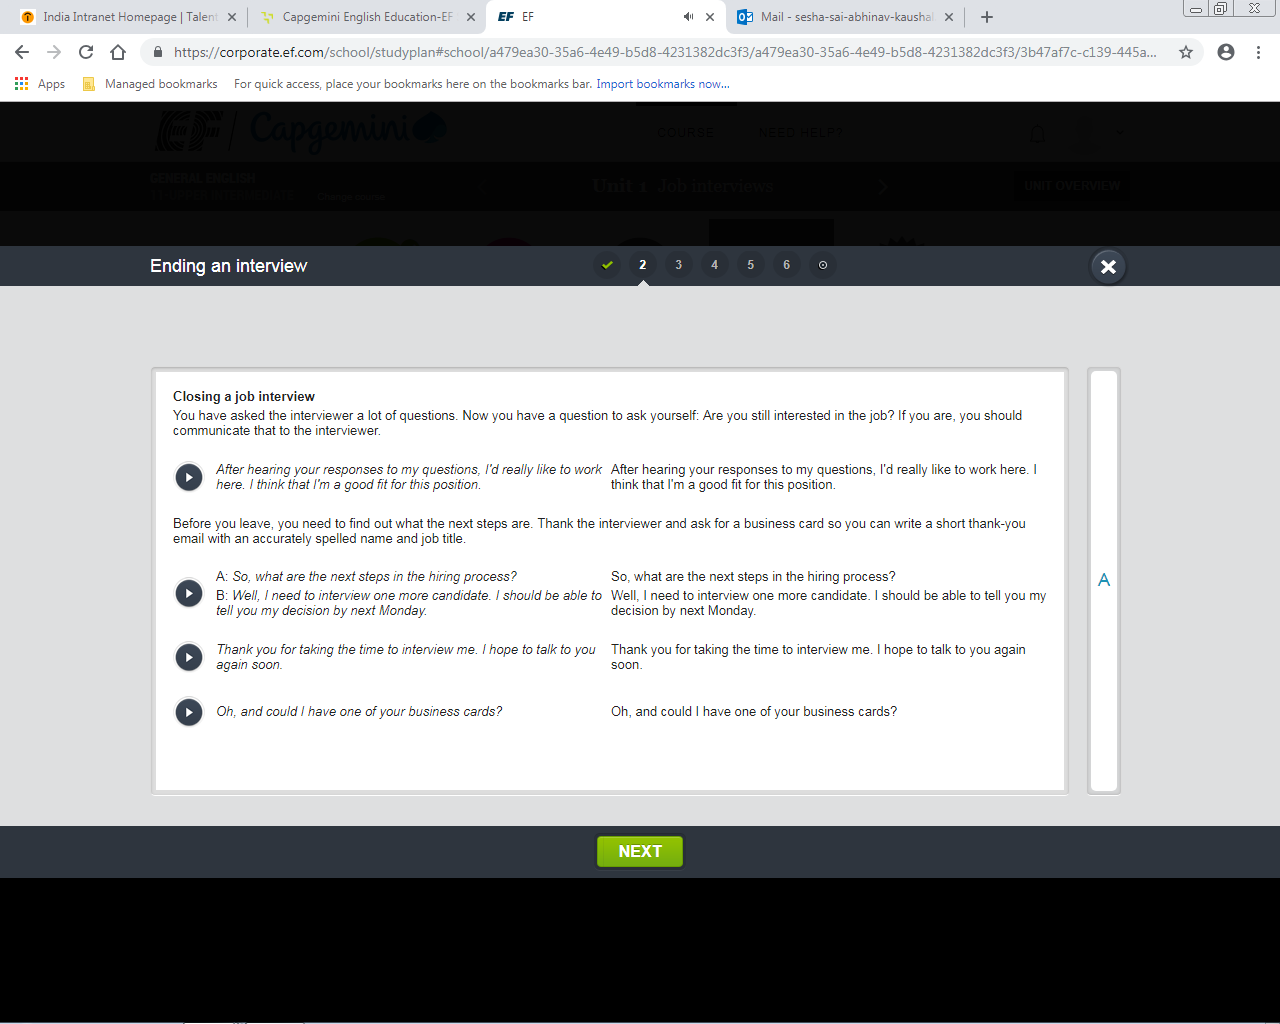 India Intranet Homepage | Talent
Capgemini English Education-EF
EF EF
Mail - sesha-sai-abhinav-kaushal
https://corporate.ef.com/school/studyplan#school/a479ea30-35a6-4e49-b5d8-4231382dc3f3/a479ea30-35a6-4e49-b5d8-4231382dc3f3/3b47af7c-c139-445a...
Apps Managed bookmarks For quick access, place your bookmarks here on the bookmarks bar. Import bookmarks now...
EF Capgemini
COURSE NEED HELP?
GENERAL ENGLISH
Unit 1 Job interviews
UNIT OVERVIEW
Change course
Ending an interview
2 3 4 5 6
Closing a job interview
You have asked the interviewer a lot of questions. Now you have a question to ask yourself: Are you still interested in the job? If you are, you should
communicate that to the interviewer.
After hearing your responses to my questions, I'd really like to work
here. I think that I'm a good fit for this position.
After hearing your responses to my questions, I'd really like to work here. I
think that I'm a good fit for this position.
Before you leave, you need to find out what the next steps are. Thank the interviewer and ask for a business card so you can write a short thank-you
email with an accurately spelled name and job title.
A: So, what are the next steps in the hiring process?
B: Well, I need to interview one more candidate. I should be able to
tell you my decision by next Monday.
So, what are the next steps in the hiring process?
Well, I need to interview one more candidate. I should be able to tell you my
decision by next Monday.
Thank you for taking the time to interview me. I hope to talk to you
again soon.
Thank you for taking the time to interview me. I hope to talk to you again
soon.
Oh, and could I have one of your business cards?
Oh, and could I have one of your business cards?
A
NEXT